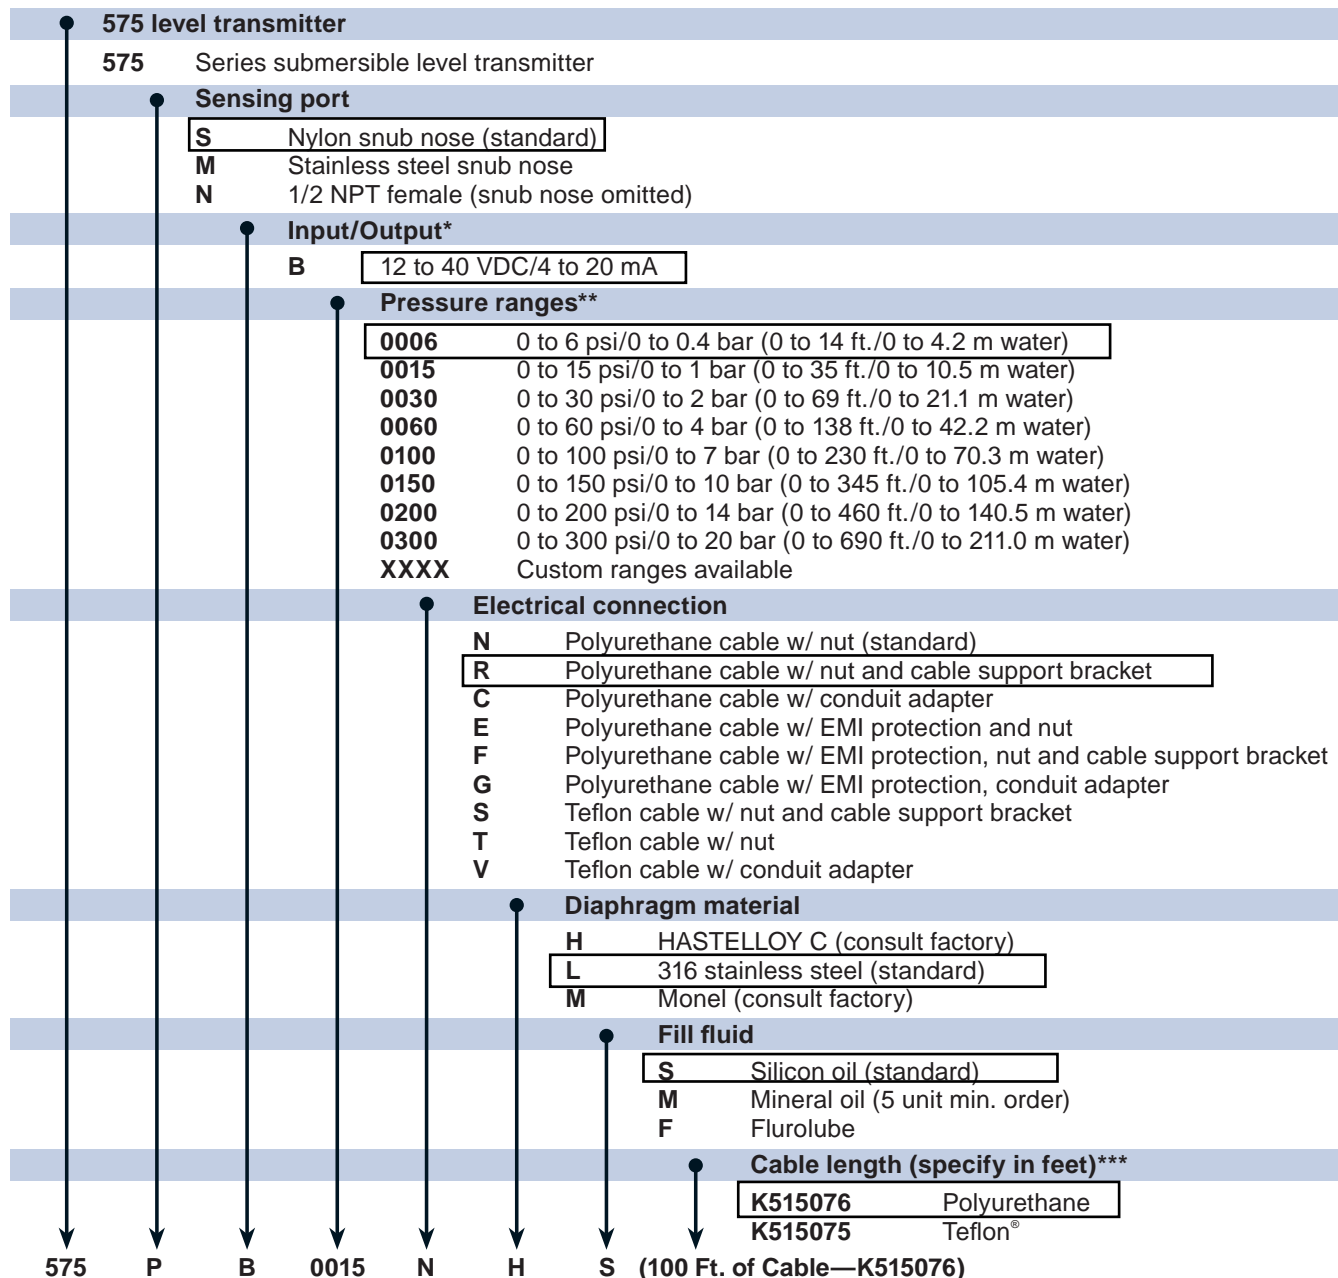 575 level transmitter
575 Series submersible level transmitter
Sensing port
S Nylon snub nose (standard)
M Stainless steel snub nose
N 1/2 NPT female (snub nose omitted)
Input/Output*
B 12 to 40 VDC/4 to 20 mA
Pressure ranges**
0006 0 to 6 psi/0 to 0.4 bar (0 to 14 ft./0 to 4.2 m water)
0015 0 to 15 psi/0 to 1 bar (0 to 35 ft./0 to 10.5 m water)
0030 0 to 30 psi/0 to 2 bar (0 to 69 ft./0 to 21.1 m water)
0060 0 to 60 psi/0 to 4 bar (0 to 138 ft./0 to 42.2 m water)
0100 0 to 100 psi/0 to 7 bar (0 to 230 ft./0 to 70.3 m water)
0150 0 to 150 psi/0 to 10 bar (0 to 345 ft./0 to 105.4 m water)
0200 0 to 200 psi/0 to 14 bar (0 to 460 ft./0 to 140.5 m water)
0300 0 to 300 psi/0 to 20 bar (0 to 690 ft./0 to 211.0 m water)
XXXX Custom ranges available
Electrical connection
N Polyurethane cable w/ nut (standard)
R Polyurethane cable w/ nut and cable support bracket
C Polyurethane cable w/ conduit adapter
E Polyurethane cable w/ EMI protection and nut
F Polyurethane cable w/ EMI protection, nut and cable support bracket
G Polyurethane cable w/ EMI protection, conduit adapter
S Teflon cable w/ nut and cable support bracket
T Teflon cable w/ nut
V Teflon cable w/ conduit adapter
Diaphragm material
H HASTELLOY C (consult factory)
L 316 stainless steel (standard)
M Monel (consult factory)
Fill fluid
S Silicon oil (standard)
M Mineral oil (5 unit min. order)
F Flurolube
Cable length (specify in feet)***
K515076 Polyurethane
K515075 Teflon®
575 P B 0015 N H S (100 Ft. of Cable—K515076)